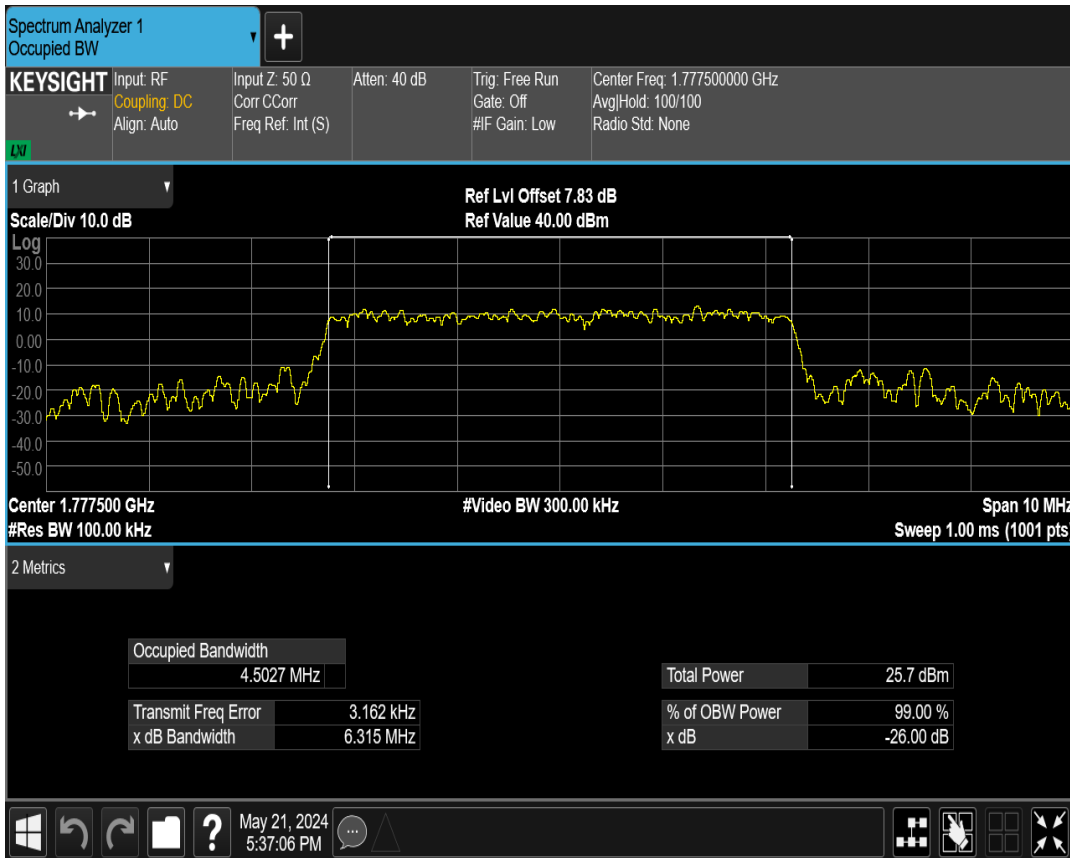 Spectrum Analyzer 1
Occupied BW
+
KEYSIGHT
LXI
Input: RF
Coupling: DC
Align: Auto
Input Z: 50 Ω
Corr CCorr
Freq Ref: Int (S)
Atten: 40 dB
Trig: Free Run
Gate: Off
#IF Gain: Low
Center Freq: 1.777500000 GHz
Avg|Hold: 100/100
Radio Std: None
1 Graph
Scale/Div 10.0 dB
Ref Lvl Offset 7.83 dB
Ref Value 40.00 dBm
Log
30.0
20.0
10.0
0.00
-10.0
-20.0
-30.0
-40.0
-50.0
Center 1.777500 GHz
#Res BW 100.00 kHz
#Video BW 300.00 kHz
Span 10 MHz
Sweep 1.00 ms (1001 pts)
2 Metrics
Occupied Bandwidth
4.5027 MHz
Transmit Freq Error 3.162 kHz
x dB Bandwidth 6.315 MHz
Total Power 25.7 dBm
% of OBW Power 99.00 %
x dB -26.00 dB
?
May 21, 2024
5:37:06 PM